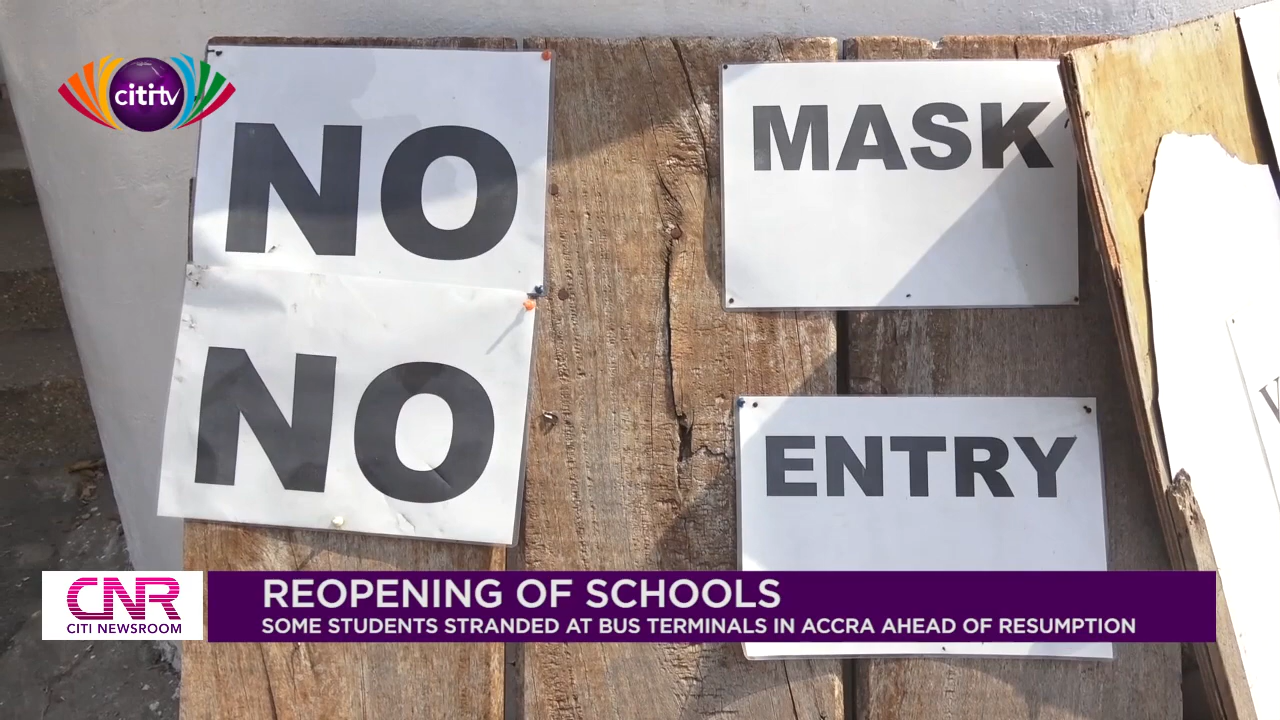 citi tv
NO MASK
NO ENTRY
CNR
CITI NEWSROOM
REOPENING OF SCHOOLS
SOME STUDENTS STRANDED AT BUS TERMINALS IN ACCRA AHEAD OF RESUMPTION